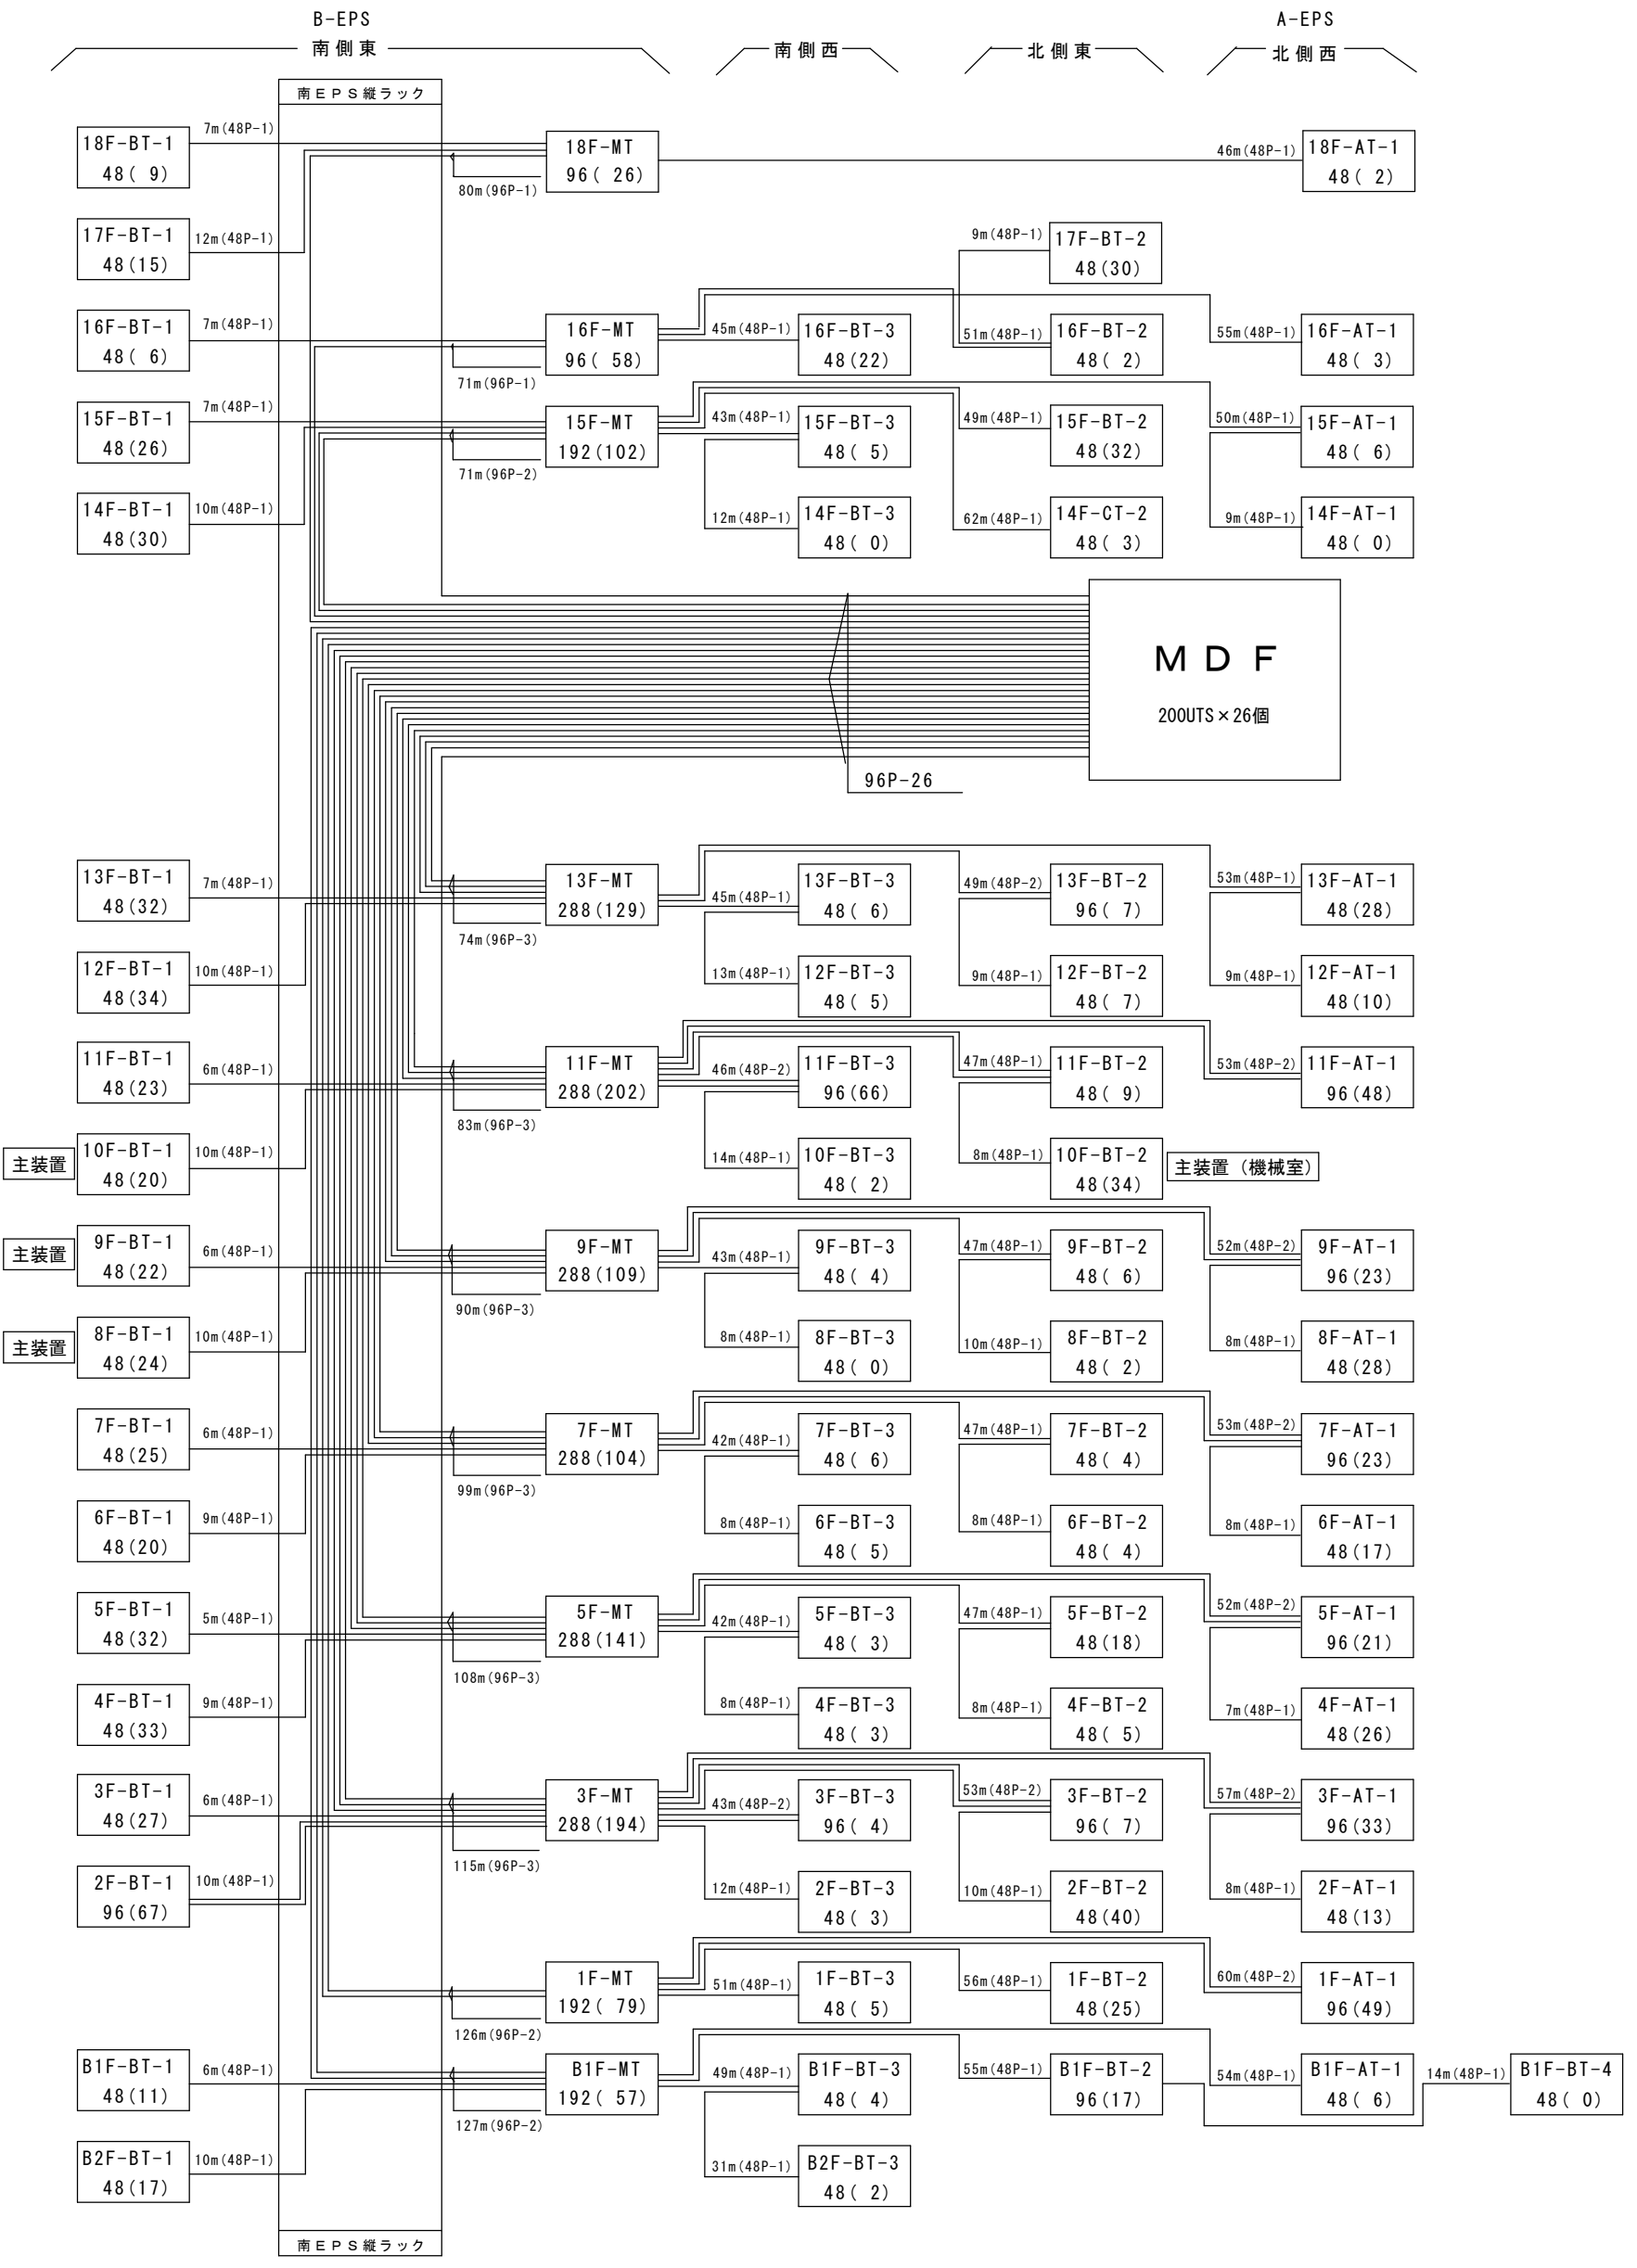 B-EPS
A-EPS
南側東
南側西
北側東
北側西
南EPS縦ラック
18F-BT-1
48( 9)
7m(48P-1)
80m(96P-1)
18F-MT
96( 26)
46m(48P-1)
18F-AT-1
48( 2)
17F-BT-1
48(15)
12m(48P-1)
9m(48P-1)
17F-BT-2
48(30)
16F-BT-1
48( 6)
7m(48P-1)
71m(96P-1)
16F-MT
96( 58)
45m(48P-1)
16F-BT-3
48(22)
51m(48P-1)
16F-BT-2
48( 2)
55m(48P-1)
16F-AT-1
48( 3)
15F-BT-1
48(26)
7m(48P-1)
71m(96P-2)
15F-MT
192(102)
43m(48P-1)
15F-BT-3
48( 5)
49m(48P-1)
15F-BT-2
48(32)
50m(48P-1)
15F-AT-1
48( 6)
14F-BT-1
48(30)
10m(48P-1)
12m(48P-1)
14F-BT-3
48( 0)
62m(48P-1)
14F-CT-2
48( 3)
9m(48P-1)
14F-AT-1
48( 0)
MDF
200UTS×26個
96P-26
13F-BT-1
48(32)
7m(48P-1)
74m(96P-3)
13F-MT
288(129)
45m(48P-1)
13F-BT-3
48( 6)
49m(48P-2)
13F-BT-2
96( 7)
53m(48P-1)
13F-AT-1
48(28)
12F-BT-1
48(34)
10m(48P-1)
13m(48P-1)
12F-BT-3
48( 5)
9m(48P-1)
12F-BT-2
48( 7)
9m(48P-1)
12F-AT-1
48(10)
11F-BT-1
48(23)
6m(48P-1)
83m(96P-3)
11F-MT
288(202)
46m(48P-2)
11F-BT-3
96(66)
47m(48P-1)
11F-BT-2
48( 9)
53m(48P-2)
11F-AT-1
96(48)
主装置
10F-BT-1
48(20)
10m(48P-1)
14m(48P-1)
10F-BT-3
48( 2)
8m(48P-1)
10F-BT-2
48(34)
主装置（機械室）
主装置
9F-BT-1
48(22)
6m(48P-1)
90m(96P-3)
9F-MT
288(109)
43m(48P-1)
9F-BT-3
48( 4)
47m(48P-1)
9F-BT-2
48( 6)
52m(48P-2)
9F-AT-1
96(23)
主装置
8F-BT-1
48(24)
10m(48P-1)
8m(48P-1)
8F-BT-3
48( 0)
10m(48P-1)
8F-BT-2
48( 2)
8m(48P-1)
8F-AT-1
48(28)
7F-BT-1
48(25)
6m(48P-1)
99m(96P-3)
7F-MT
288(104)
42m(48P-1)
7F-BT-3
48( 6)
47m(48P-1)
7F-BT-2
48( 4)
53m(48P-2)
7F-AT-1
96(23)
6F-BT-1
48(20)
9m(48P-1)
8m(48P-1)
6F-BT-3
48( 5)
8m(48P-1)
6F-BT-2
48( 4)
8m(48P-1)
6F-AT-1
48(17)
5F-BT-1
48(32)
5m(48P-1)
108m(96P-3)
5F-MT
288(141)
42m(48P-1)
5F-BT-3
48( 3)
47m(48P-1)
5F-BT-2
48(18)
52m(48P-2)
5F-AT-1
96(21)
4F-BT-1
48(33)
9m(48P-1)
8m(48P-1)
4F-BT-3
48( 3)
8m(48P-1)
4F-BT-2
48( 5)
7m(48P-1)
4F-AT-1
48(26)
3F-BT-1
48(27)
6m(48P-1)
115m(96P-3)
3F-MT
288(194)
43m(48P-2)
3F-BT-3
96( 4)
53m(48P-2)
3F-BT-2
96( 7)
57m(48P-2)
3F-AT-1
96(33)
2F-BT-1
96(67)
10m(48P-1)
12m(48P-1)
2F-BT-3
48( 3)
10m(48P-1)
2F-BT-2
48(40)
8m(48P-1)
2F-AT-1
48(13)
126m(96P-2)
1F-MT
192( 79)
51m(48P-1)
1F-BT-3
48( 5)
56m(48P-1)
1F-BT-2
48(25)
60m(48P-2)
1F-AT-1
96(49)
B1F-BT-1
48(11)
6m(48P-1)
127m(96P-2)
B1F-MT
192( 57)
49m(48P-1)
B1F-BT-3
48( 4)
55m(48P-1)
B1F-BT-2
96(17)
54m(48P-1)
B1F-AT-1
48( 6)
14m(48P-1)
B1F-BT-4
48( 0)
B2F-BT-1
48(17)
10m(48P-1)
31m(48P-1)
B2F-BT-3
48( 2)
南EPS縦ラック